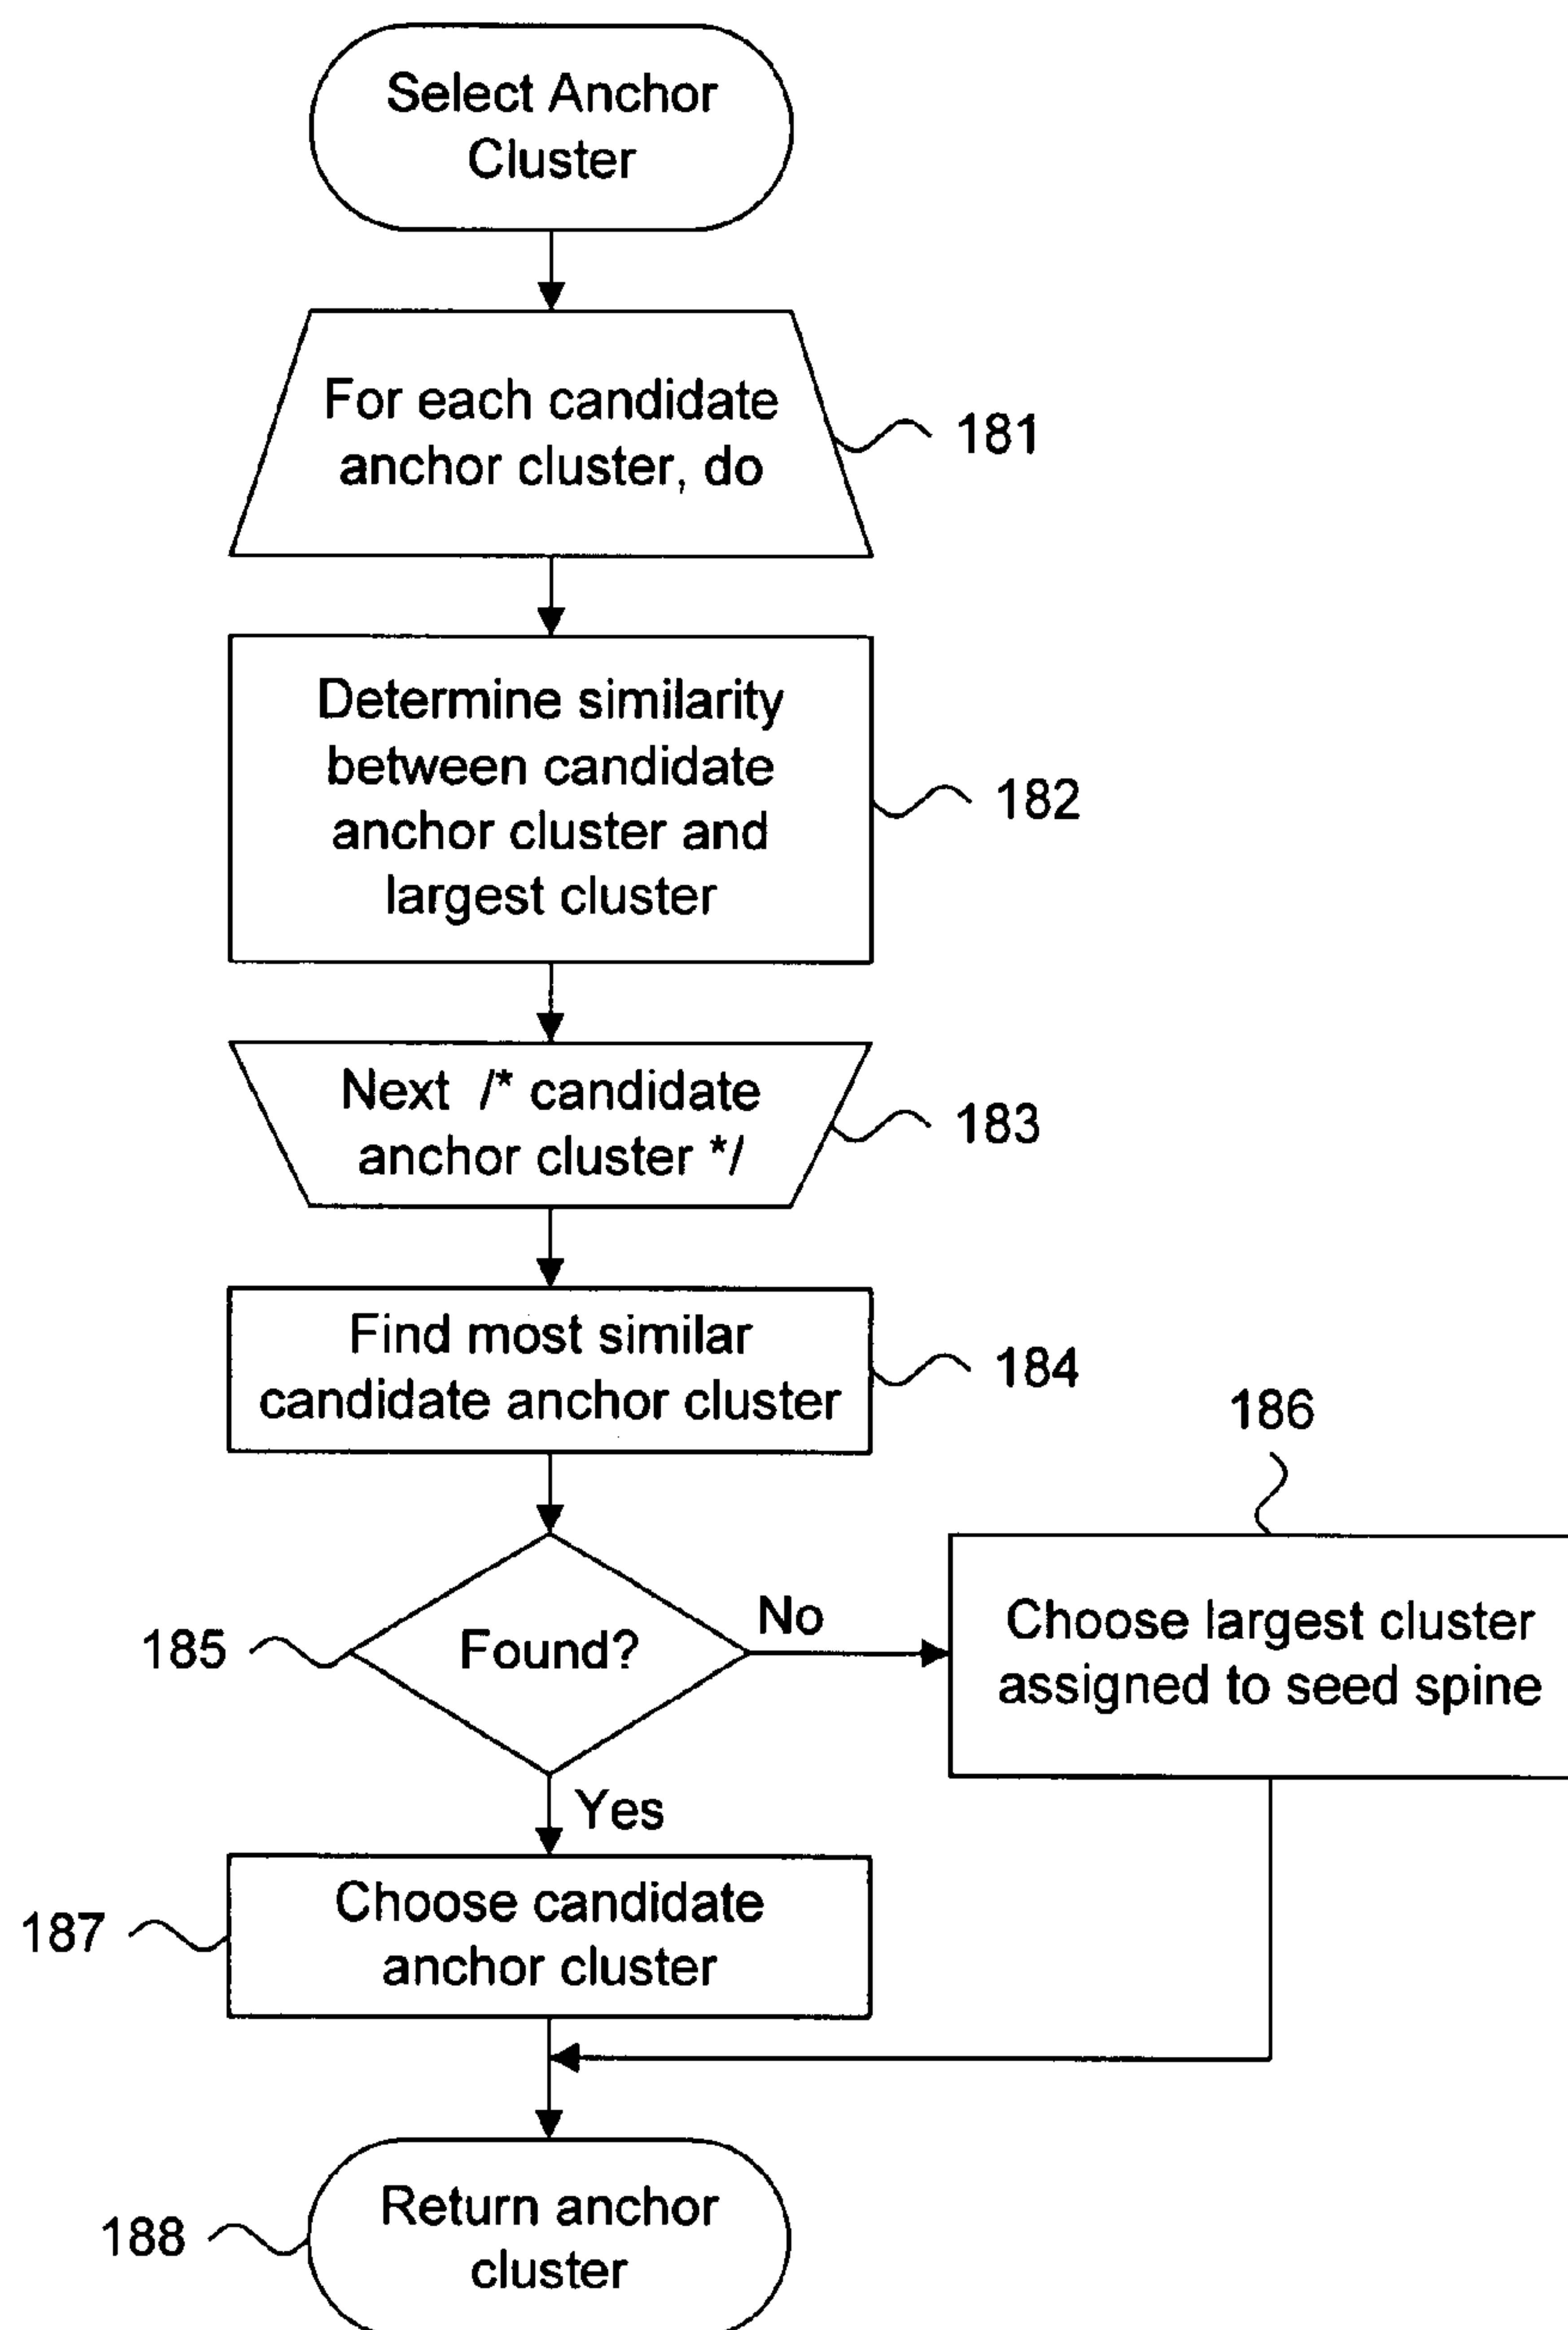 Select Anchor
Cluster
For each candidate
anchor cluster, do
181
Determine similarity
between candidate
anchor cluster and
largest cluster
182
Next /* candidate
anchor cluster */
183
Find most similar
candidate anchor cluster
184
186
185
Found?
No
Choose largest cluster
assigned to seed spine
Yes
187
Choose candidate
anchor cluster
188
Return anchor
cluster